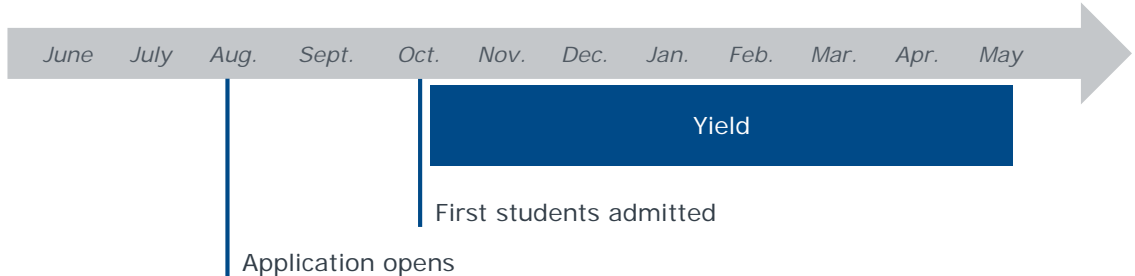 June July Aug. Sept. Oct. Nov. Dec. Jan. Feb. Mar. Apr. May
Yield
First students admitted
Application opens